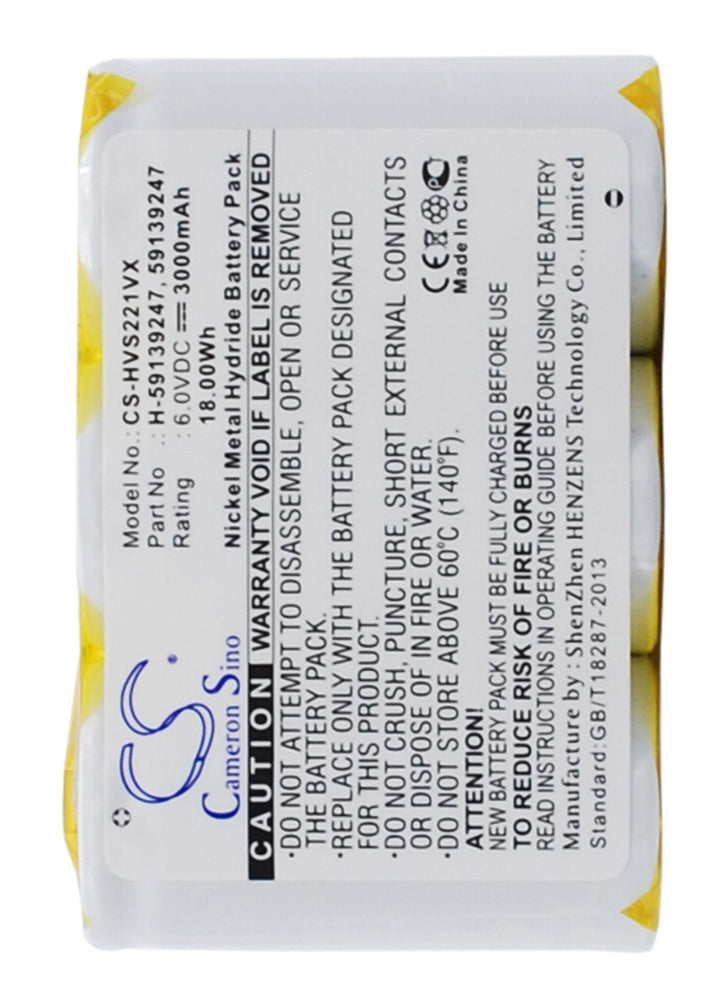 CS®
Cameron Sino
Model No.: CS-HVS221VX
Part No .: H-59139247, 59139247
Rating : 6.0VDC 3000mAh
18.00Wh
Nickel Metal Hydride Battery Pack
CAUTION WARRANTY VOID IF LABEL IS REMOVED
·DO NOT ATTEMPT TO DISASSEMBLE, OPEN OR SERVICE
THE BATTERY PACK.
·REPLACE ONLY WITH THE BATTERY PACK DESIGNATED
FOR THIS PRODUCT.
·DO NOT CRUSH, PUNCTURE, SHORT EXTERNAL CONTACTS
OR DISPOSE OF IN FIRE OR WATER.
·DO NOT STORE ABOVE 60°C (140°F).
CE PCT
Made In China
ATTENTION!
NEW BATTERY PACK MUST BE FULLY CHARGED BEFORE USE
TO REDUCE RISK OF FIRE OR BURNS
READ INSTRUCTIONS IN OPERATING GUIDE BEFORE USING THE BATTERY
Manufacture by : ShenZhen HENZENS Technology Co., Limited
Standard:GB/T18287-2013